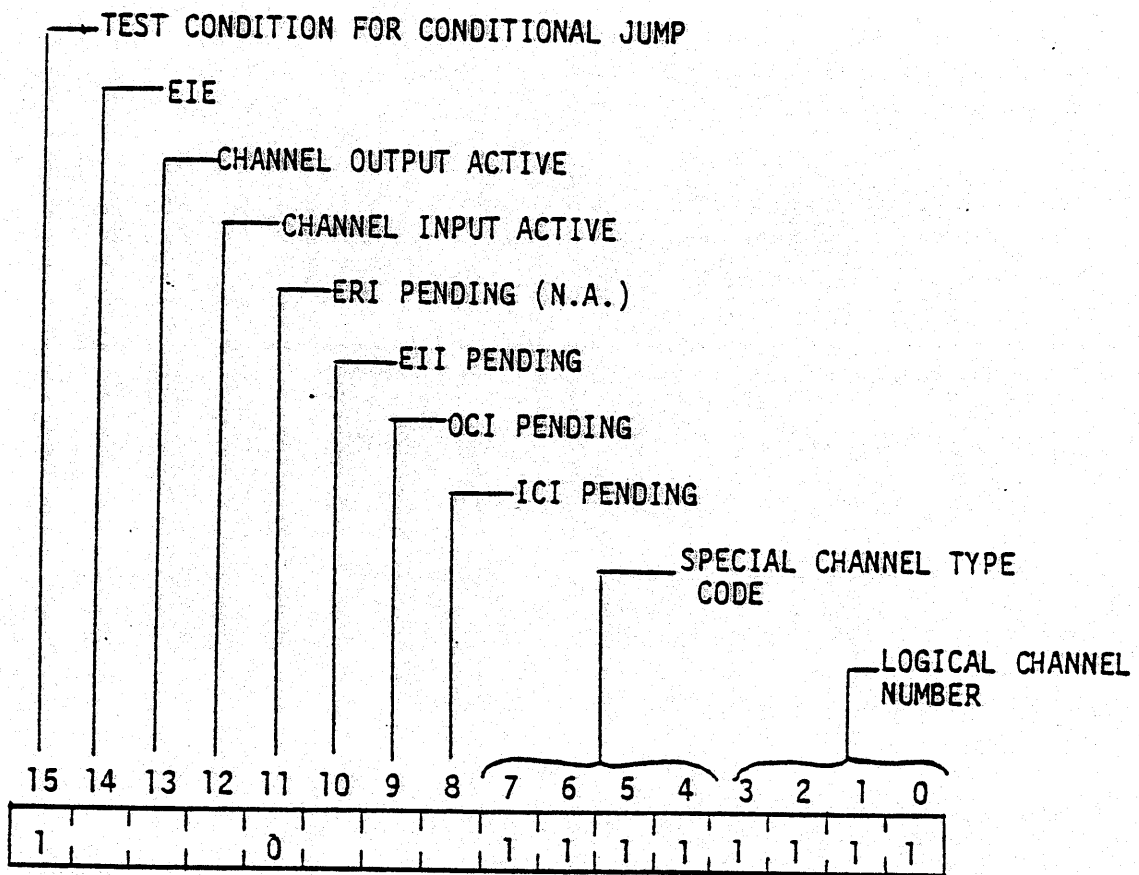 TEST CONDITION FOR CONDITIONAL JUMP
EIE
CHANNEL OUTPUT ACTIVE
CHANNEL INPUT ACTIVE
ERI PENDING (N.A.)
EII PENDING
OCI PENDING
ICI PENDING
SPECIAL CHANNEL TYPE
CODE
LOGICAL CHANNEL
NUMBER
15 14 13 12 11 10 9 8 7 6 5 4 3 2 1 0
1 0 1 1 1 1 1 1 1 1